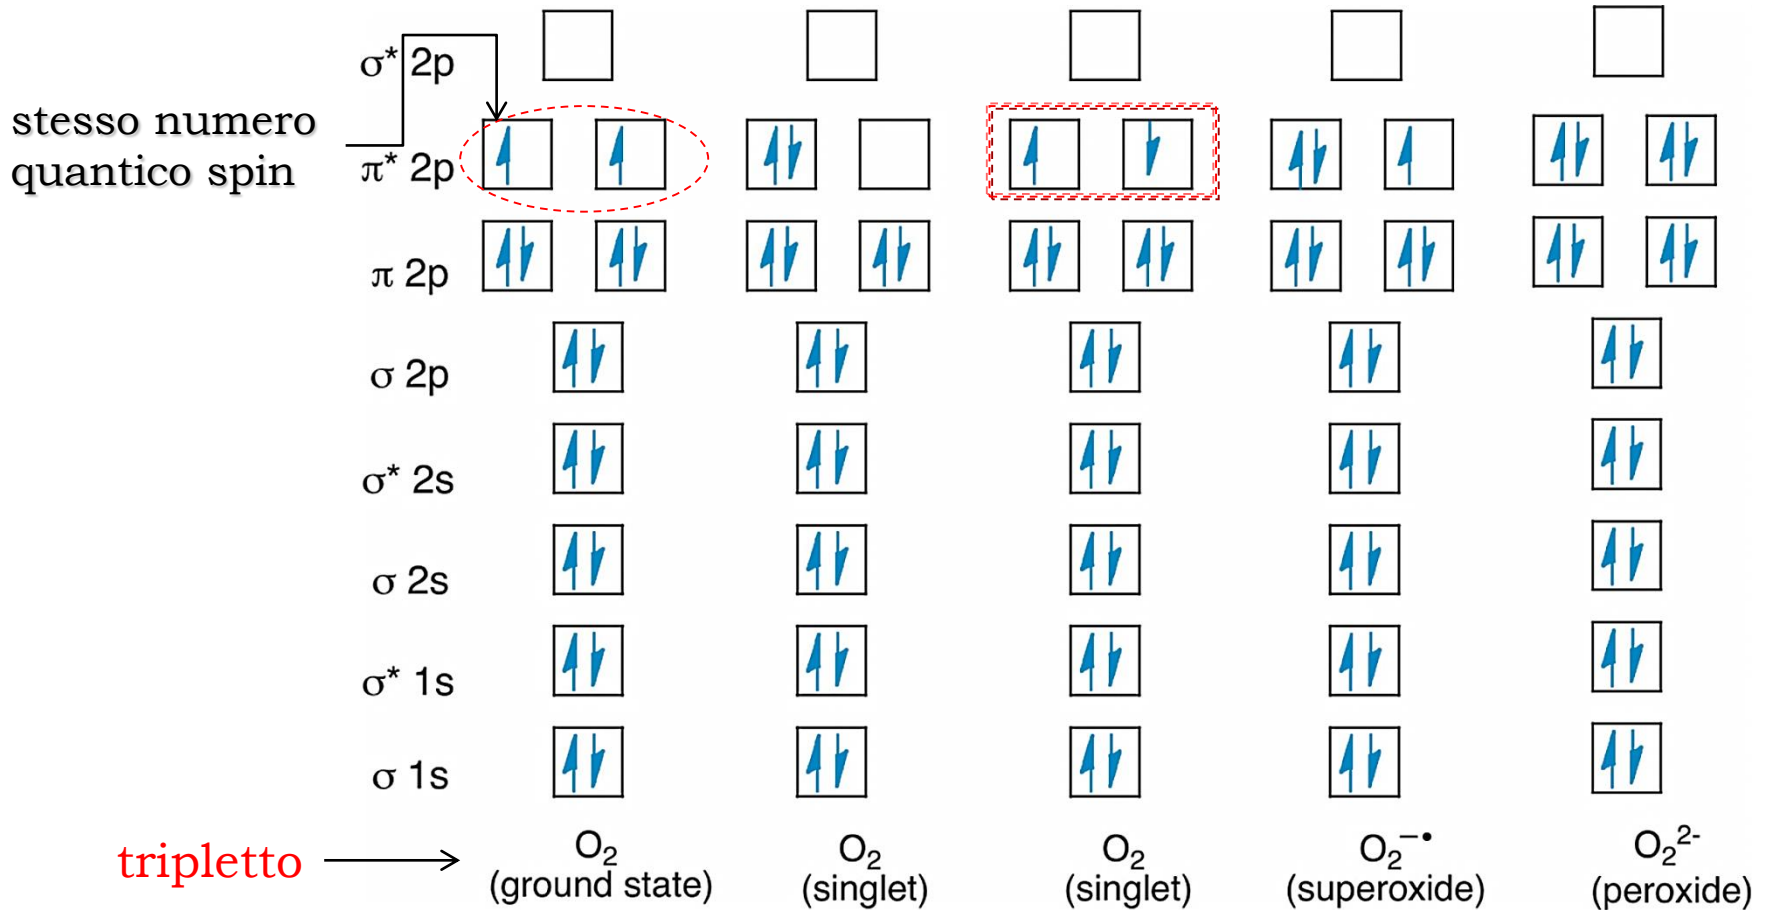 σ* 2p
stesso numero
quantico spin
π* 2p
π 2p
σ 2p
σ* 2s
σ 2s
σ* 1s
σ 1s
tripletto
O₂
(ground state)
O₂
(singlet)
O₂
(singlet)
O₂⁻•
(superoxide)
O₂²⁻
(peroxide)